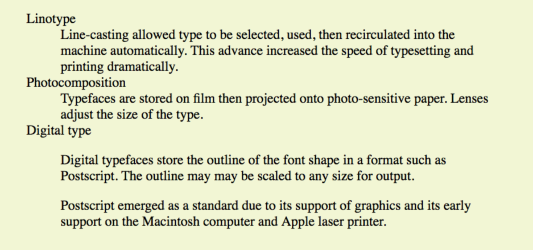 Linotype
Line-casting allowed type to be selected, used, then recirculated into the
machine automatically. This advance increased the speed of typesetting and
printing dramatically.
Photocomposition
Typefaces are stored on film then projected onto photo-sensitive paper. Lenses
adjust the size of the type.
Digital type
Digital typefaces store the outline of the font shape in a format such as
Postscript. The outline may may be scaled to any size for output.
Postscript emerged as a standard due to its support of graphics and its early
support on the Macintosh computer and Apple laser printer.